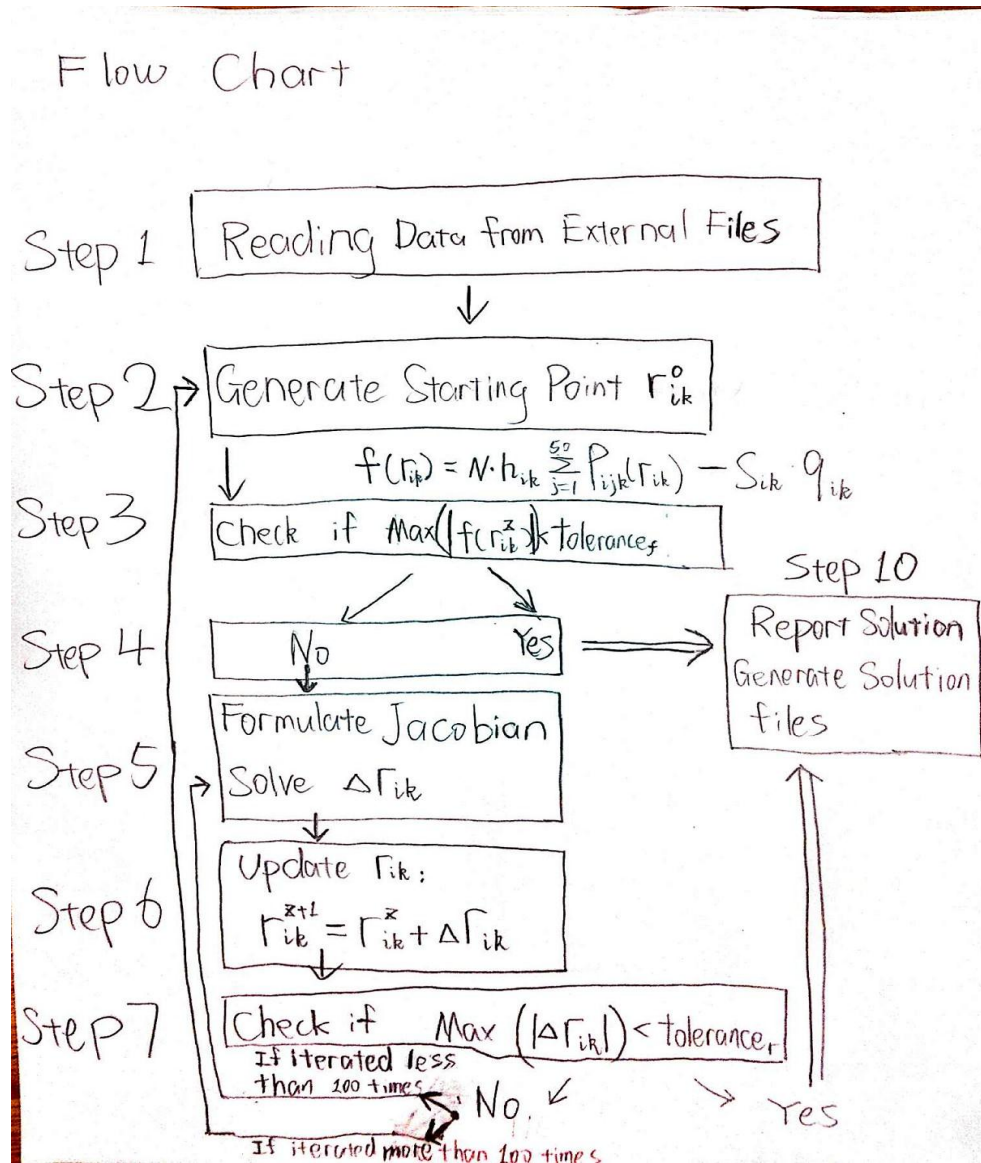 Flow Chart
Step 1
Reading Data from External Files
Step 2
Generate Starting Point r⁰ᵢₖ
f(rᵢₖ) = N·hᵢₖ ∑⁵⁰ⱼ₌₁ Pᵢⱼₖ(rᵢₖ) − Sᵢₖ qᵢₖ
Step 3
Check if Max(|f(rᶻᵢₖ)|<tolerance_f
Step 4
No
Yes
Step 10
Report Solution
Generate Solution
files
Step 5
Formulate Jacobian
Solve Δrᵢₖ
Step 6
Update rᵢₖ:
rᶻ⁺¹ᵢₖ = rᶻᵢₖ + Δrᵢₖ
Step 7
Check if Max (|Δrᵢₖ|) < toleranceᵣ
If iterated less
than 100 times
No
Yes
If iterated more than 100 times